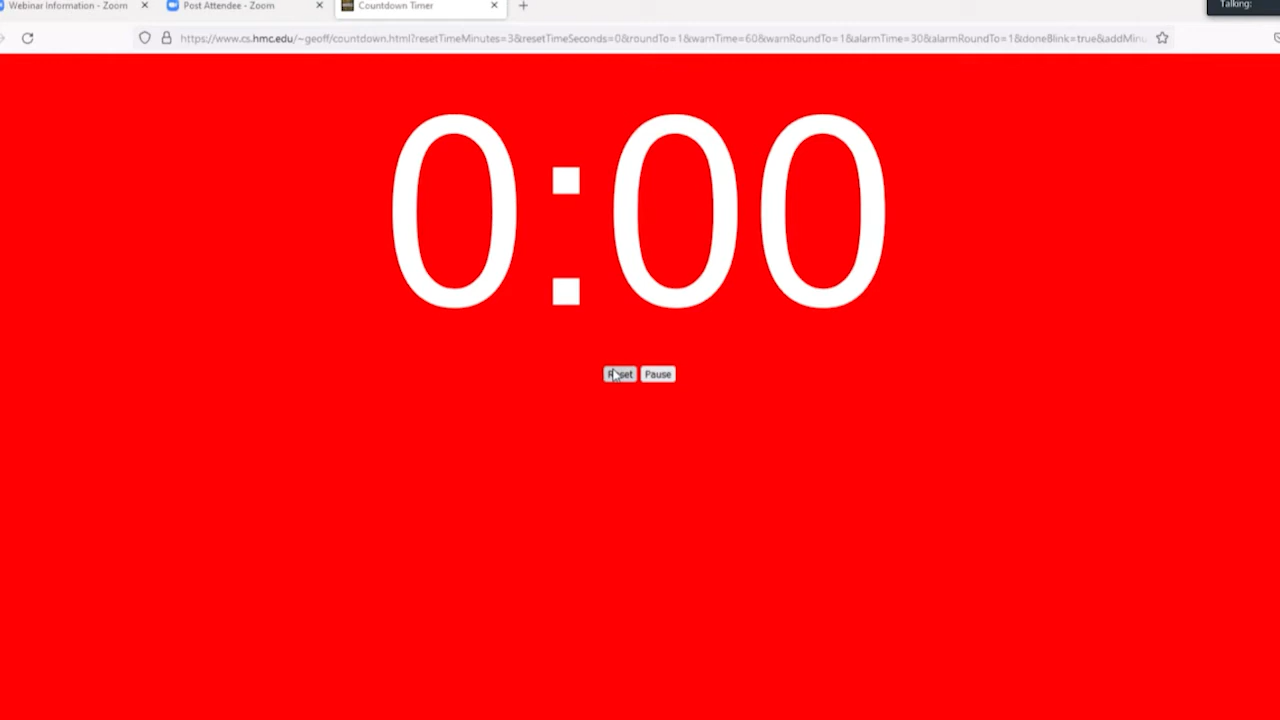 Webinar Information - Zoom
Post Attendee - Zoom
Countdown Timer
Talking:
https://www.cs.hmc.edu/~geoff/countdown.html?resetTimeMinutes=3&resetTimeSeconds=0&roundTo=1&warnTime=60&warnRoundTo=1&alarmTime=30&alarmRoundTo=1&doneBlink=true&addMinu
0:00
Reset Pause